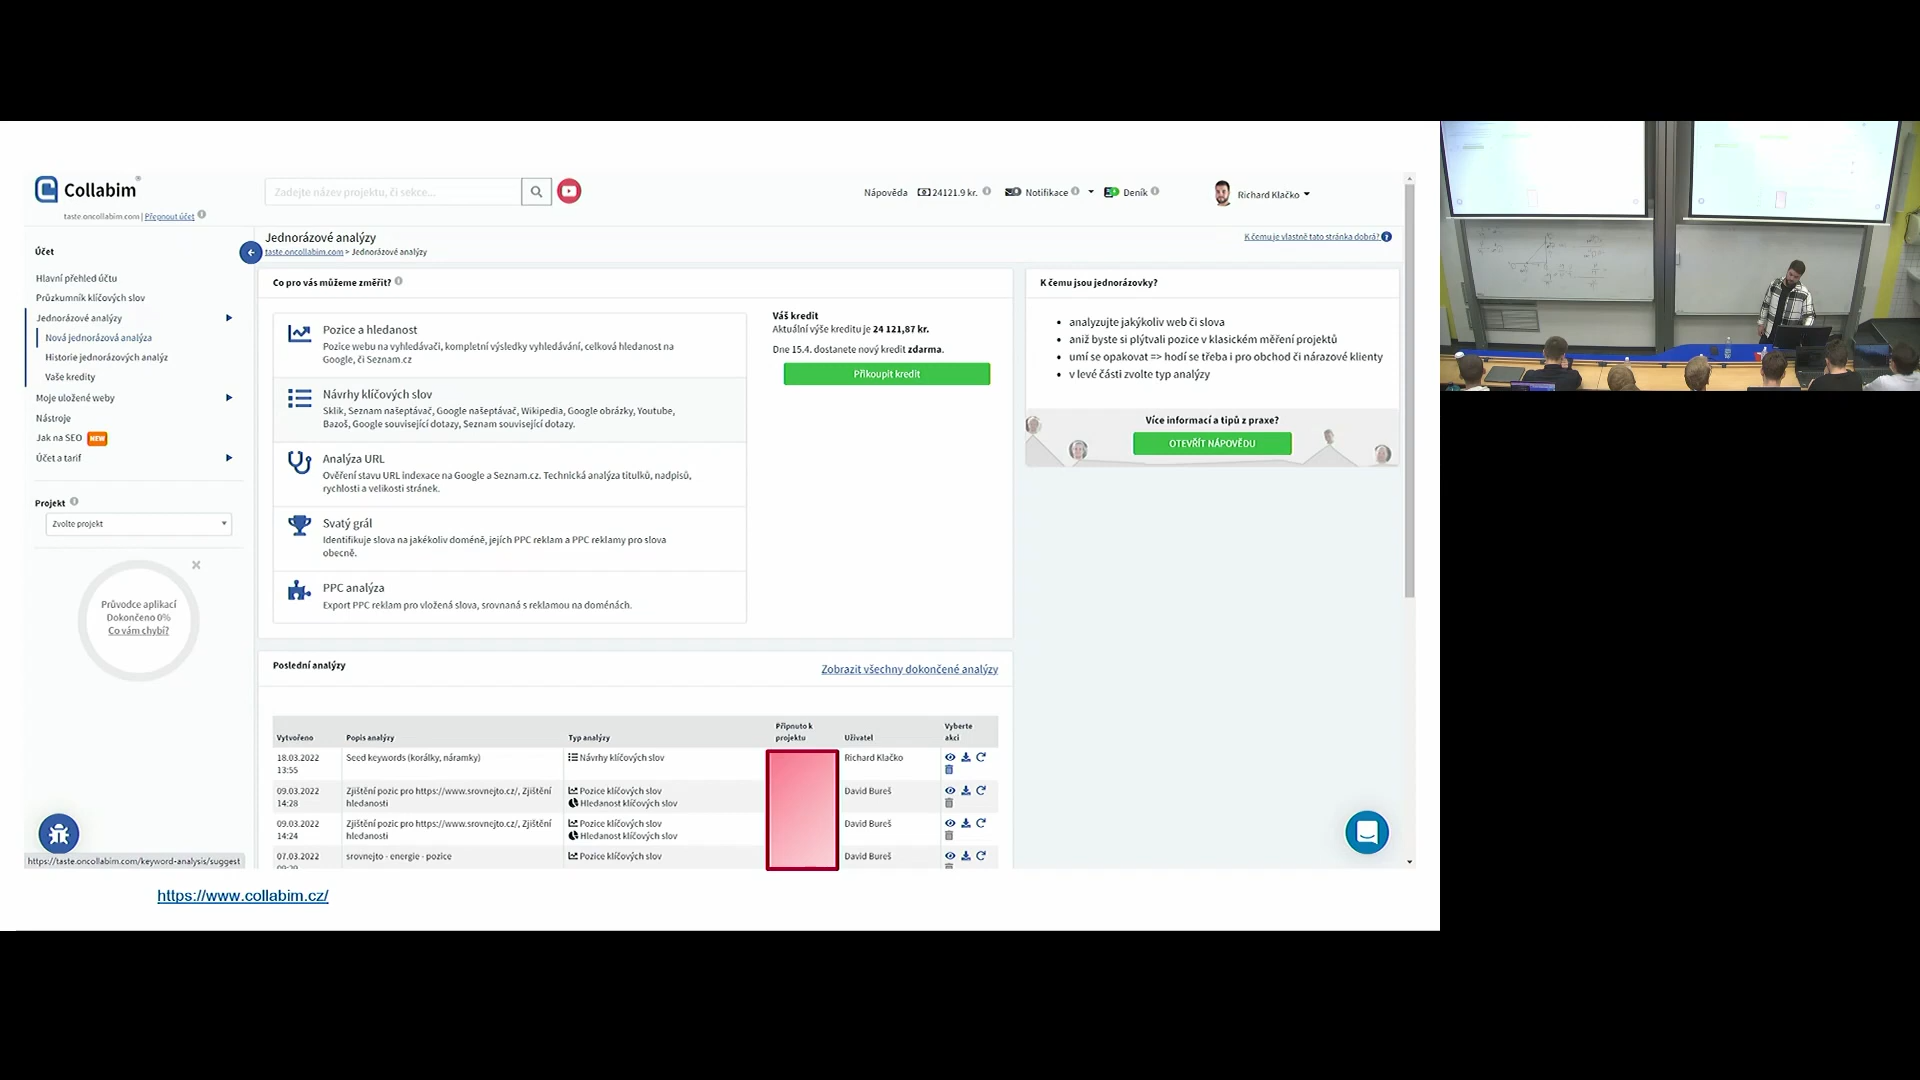 Collabim®
taste.oncollabim.com | Přepnout účet
Zadejte název projektu, či sekce...
Nápověda 24121.9 kr. Notifikace Deník Richard Klačko
Účet
Hlavní přehled účtu
Průzkumník klíčových slov
Jednorázové analýzy
Nová jednorázová analýza
Historie jednorázových analýz
Vaše kredity
Moje uložené weby
Nástroje
Jak na SEO NEW
Účet a tarif
Projekt
Zvolte projekt
Průvodce aplikací
Dokončeno 0%
Co vám chybí?
https://taste.oncollabim.com/keyword-analysis/suggest
Jednorázové analýzy
taste.oncollabim.com > Jednorázové analýzy
K čemu je vlastně tato stránka dobrá?
Co pro vás můžeme změřit?
Pozice a hledanost
Pozice webu na vyhledávači, kompletní výsledky vyhledávání, celková hledanost na
Google, či Seznam.cz
Návrhy klíčových slov
Sklik, Seznam našeptávač, Google našeptávač, Wikipedia, Google obrázky, Youtube,
Bazoš, Google související dotazy, Seznam související dotazy.
Analýza URL
Ověření stavu URL indexace na Google a Seznam.cz. Technická analýza titulků, nadpisů,
rychlosti a velikosti stránek.
Svatý grál
Identifikuje slova na jakékoliv doméně, jejích PPC reklam a PPC reklamy pro slova
obecně.
PPC analýza
Export PPC reklam pro vložená slova, srovnaná s reklamou na doménách.
Váš kredit
Aktuální výše kreditu je 24 121,87 kr.
Dne 15.4. dostanete nový kredit zdarma.
Přikoupit kredit
K čemu jsou jednorázovky?
analyzujte jakýkoliv web či slova
aniž byste si plýtvali pozice v klasickém měření projektů
umí se opakovat => hodí se třeba i pro obchod či nárazové klienty
v levé části zvolte typ analýzy
Více informací a tipů z praxe?
OTEVŘÍT NÁPOVĚDU
Poslední analýzy
Zobrazit všechny dokončené analýzy
Vytvořeno Popis analýzy Typ analýzy Připnuto k projektu Uživatel Vyberte akci
18.03.2022 Seed keywords (korálky, náramky) Návrhy klíčových slov Richard Klačko
13:55
09.03.2022 Zjištění pozic pro https://www.srovnejto.cz/, Zjištění Pozice klíčových slov David Bureš
14:28 hledanosti Hledanost klíčových slov
09.03.2022 Zjištění pozic pro https://www.srovnejto.cz/, Zjištění Pozice klíčových slov David Bureš
14:24 hledanosti Hledanost klíčových slov
07.03.2022 srovnejto - energie - pozice Pozice klíčových slov David Bureš
https://www.collabim.cz/